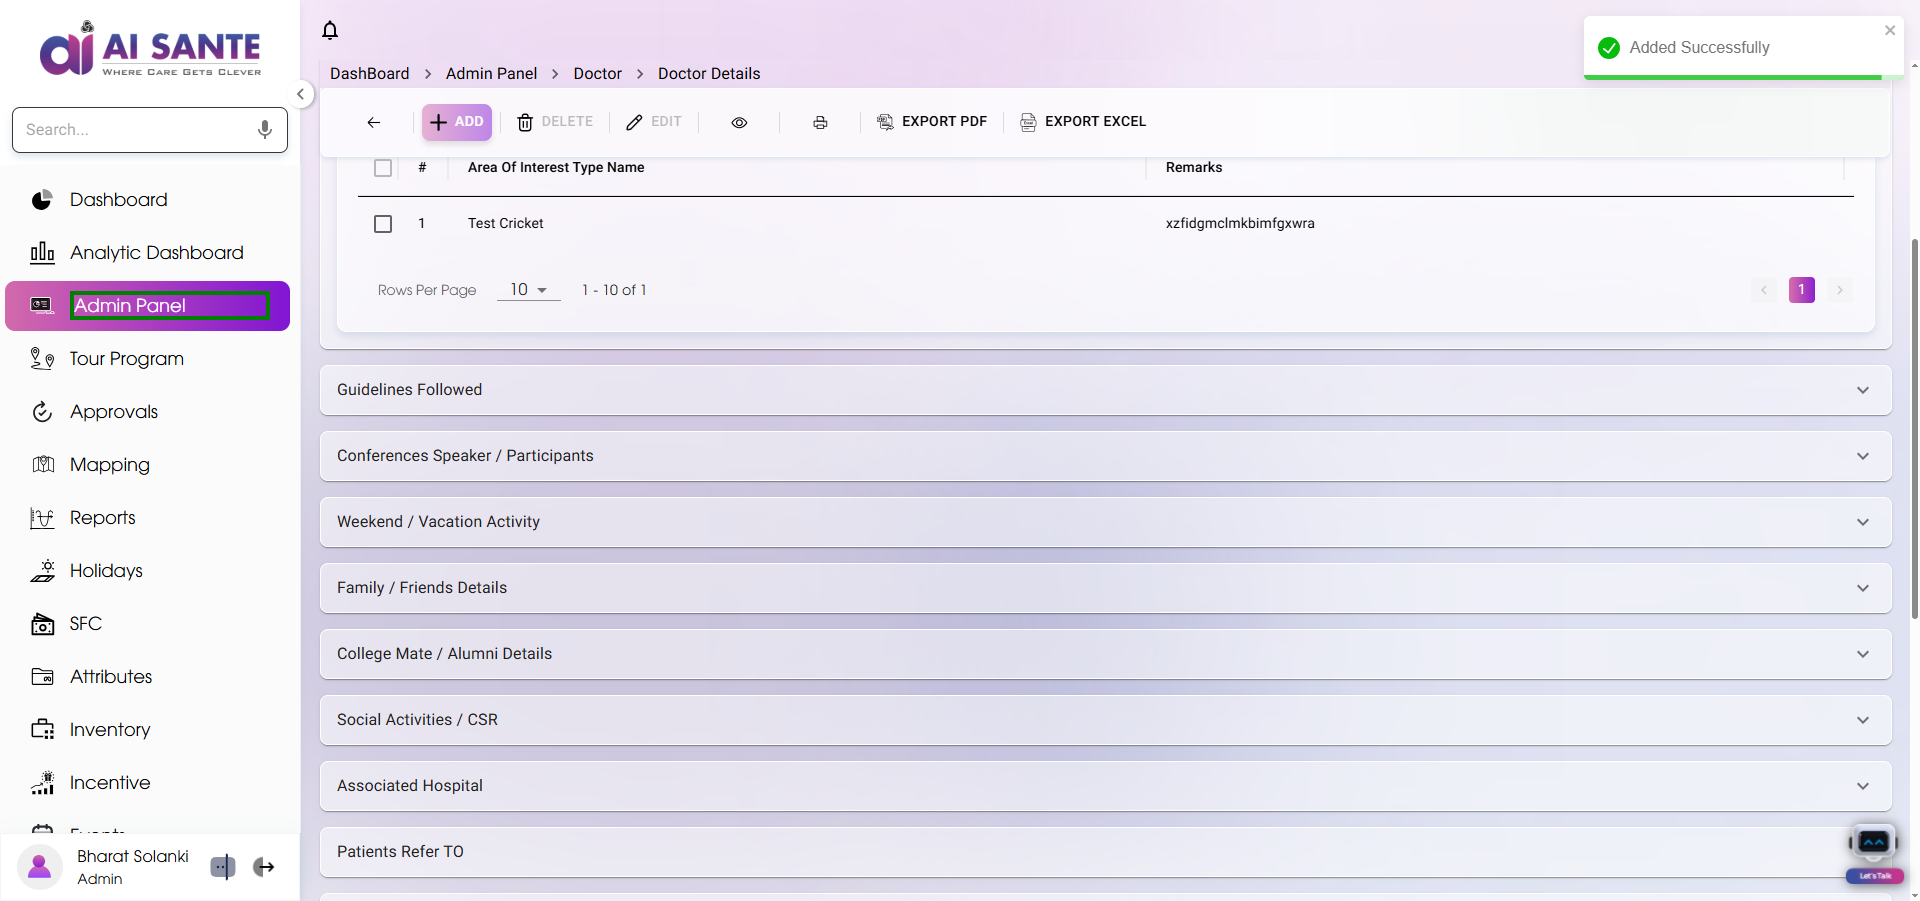 AI SANTE
WHERE CARE GETS CLEVER
Search...
Dashboard
Analytic Dashboard
Admin Panel
Tour Program
Approvals
Mapping
Reports
Holidays
SFC
Attributes
Inventory
Incentive
Events
Bharat Solanki
Admin
DashBoard > Admin Panel > Doctor > Doctor Details
Added Successfully
ADD
DELETE
EDIT
EXPORT PDF
EXPORT EXCEL
# Area Of Interest Type Name Remarks
1 Test Cricket xzfidgmclmkbimfgxwra
Rows Per Page 10 1 - 10 of 1
1
Guidelines Followed
Conferences Speaker / Participants
Weekend / Vacation Activity
Family / Friends Details
College Mate / Alumni Details
Social Activities / CSR
Associated Hospital
Patients Refer TO
Let's Talk